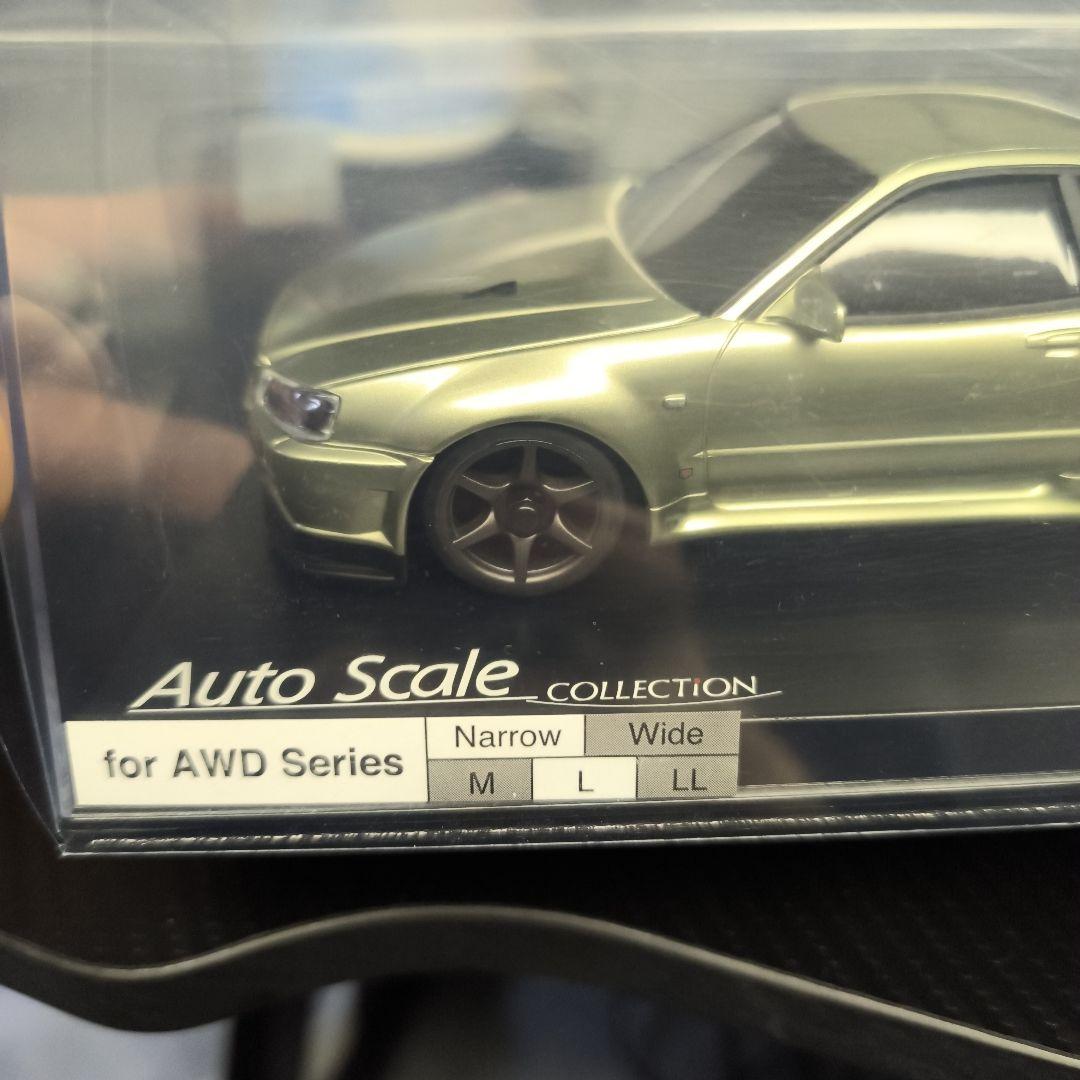 Auto Scale COLLECTION
for AWD Series
Narrow Wide
M L LL